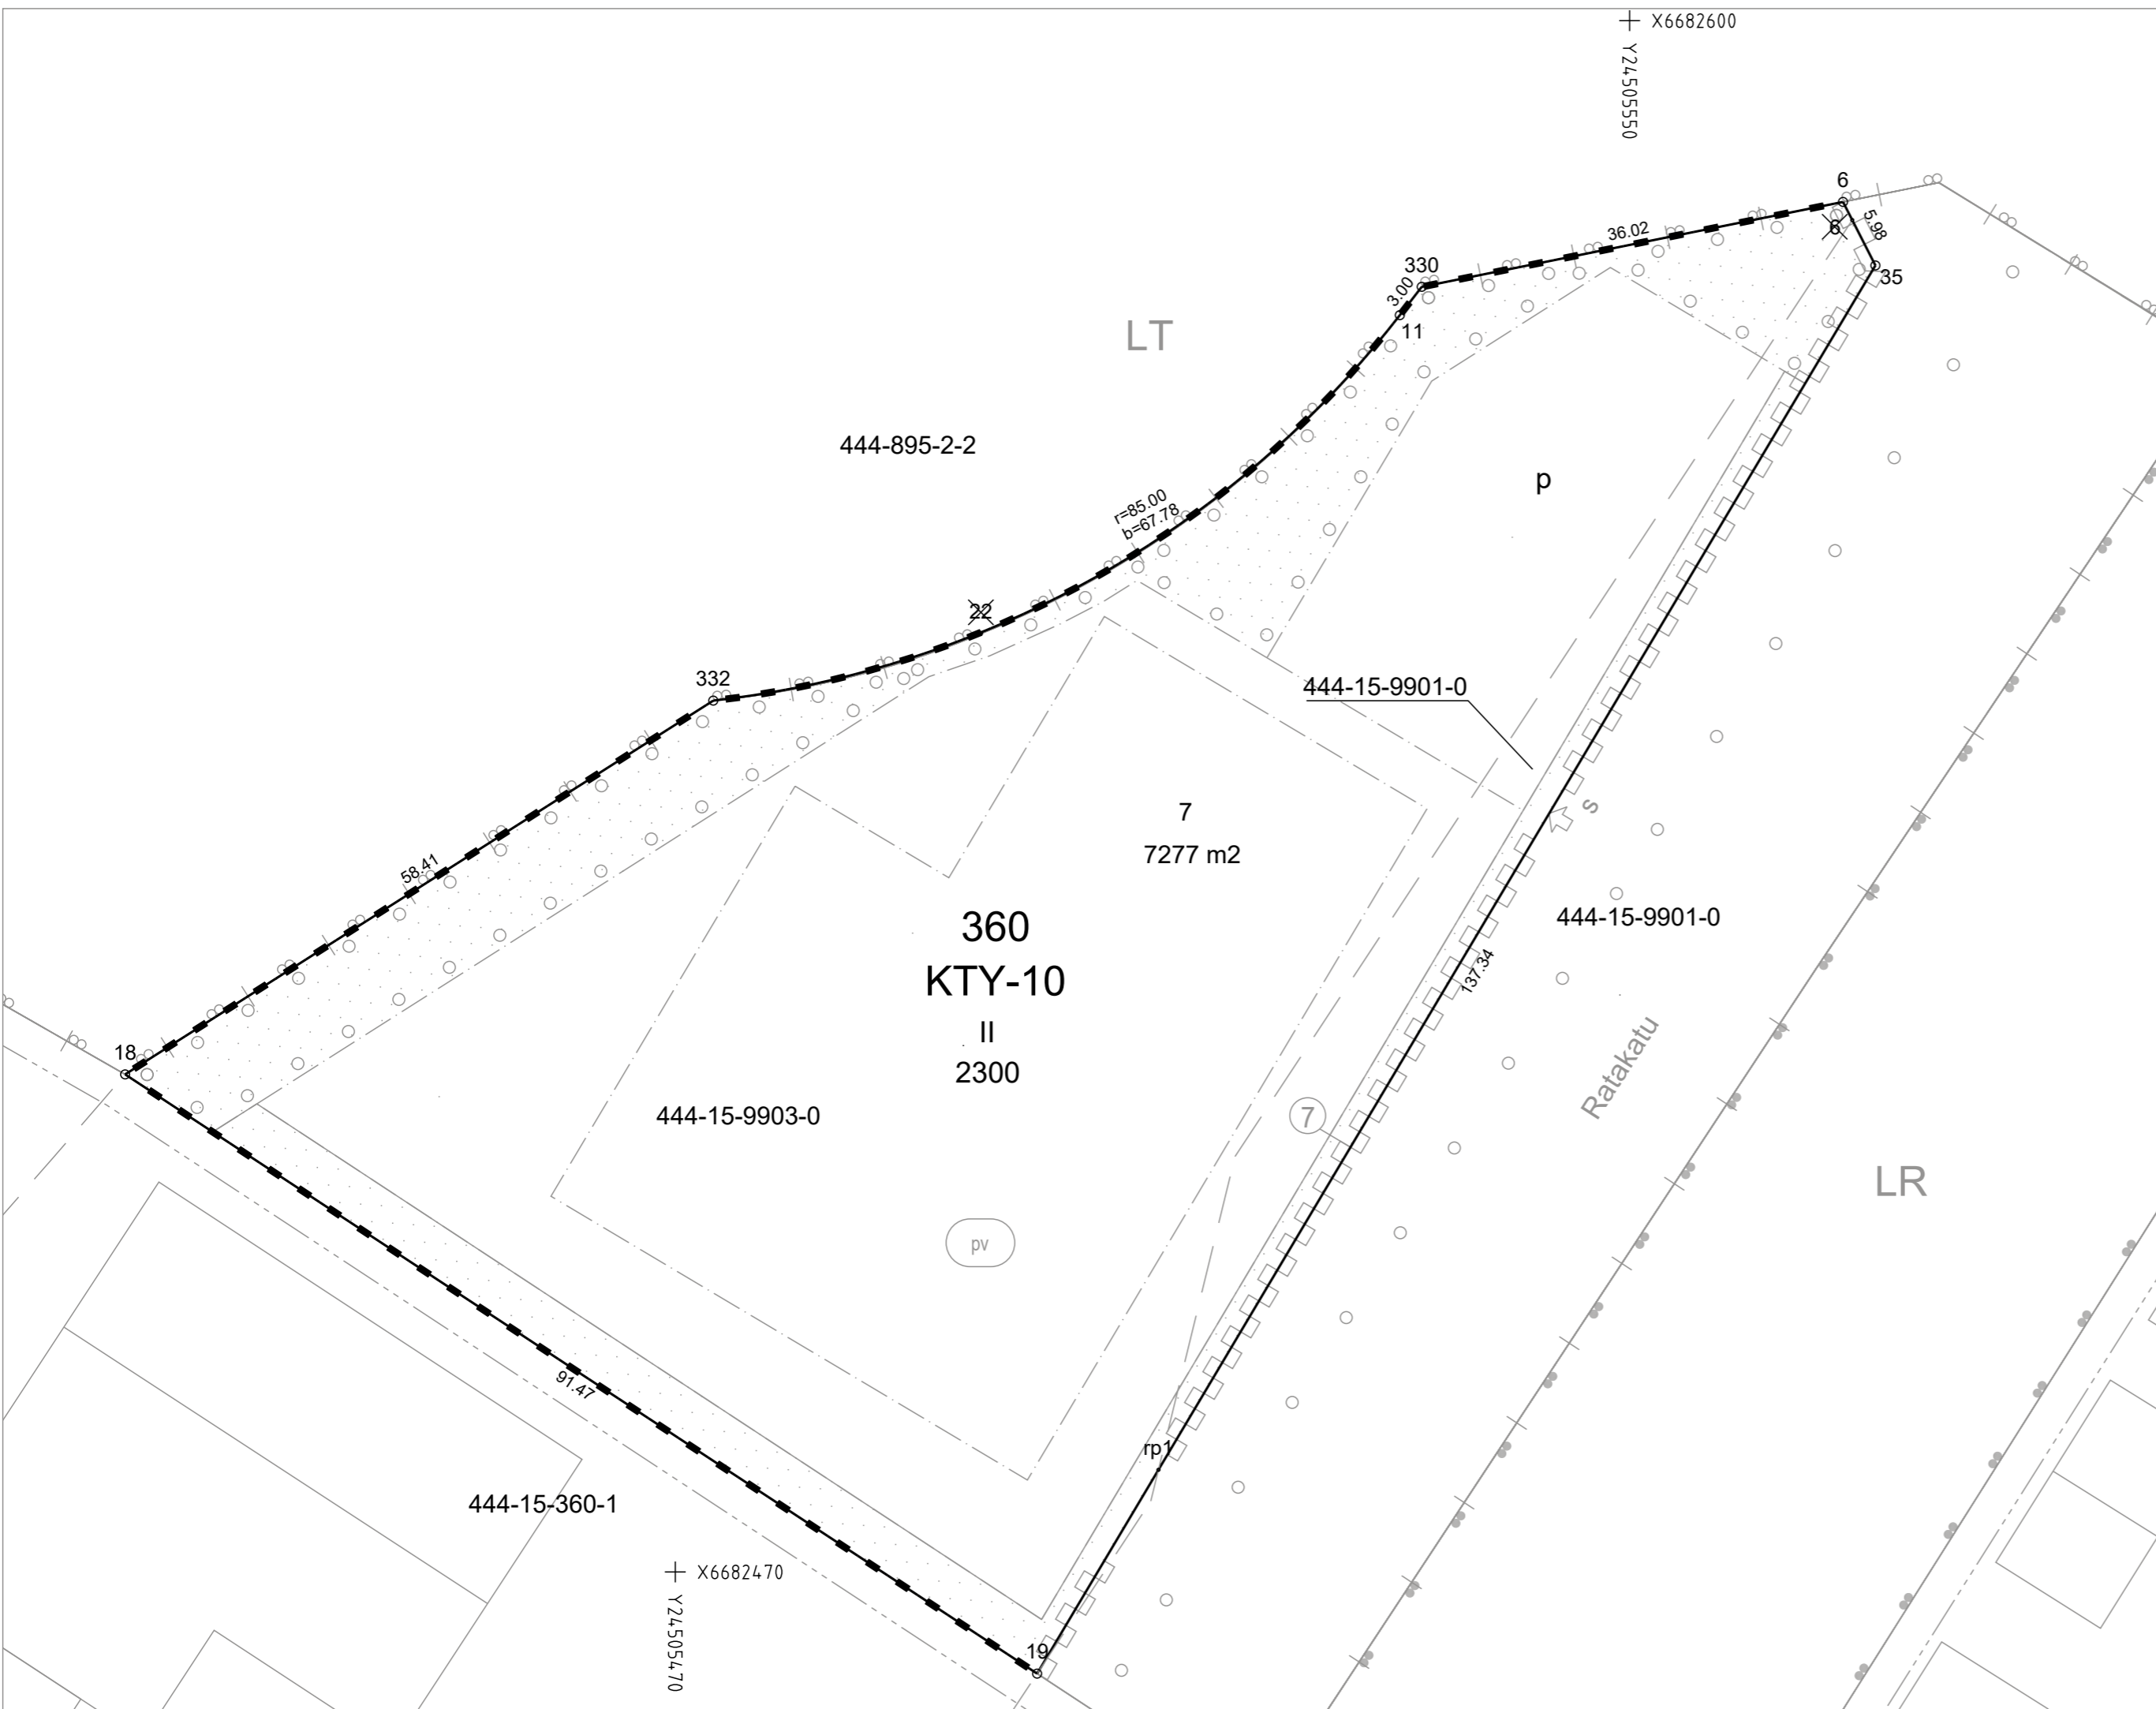 X6682600
Y24505550
6
6
5.98
36.02
330
35
3.00
11
LT
444-895-2-2
p
r=85.00
b=67.78
22
332
444-15-9901-0
s
7
7277 m2
58.41
360
KTY-10
II
2300
444-15-9901-0
137.34
18
Ratakatu
444-15-9903-0
7
LR
pv
91.47
rp1
444-15-360-1
X6682470
Y24505470
19